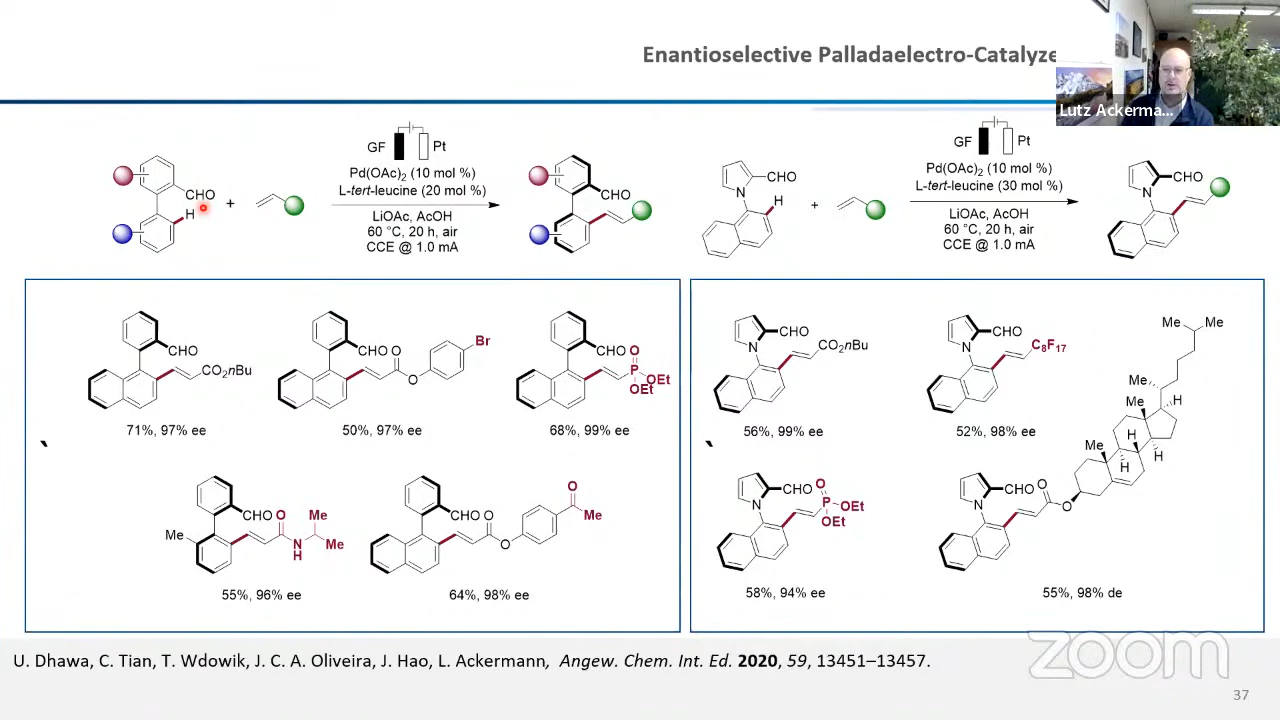 Enantioselective Palladaelectro-Catalyze
Lutz Ackerma...
GF Pt
Pd(OAc)2 (10 mol %)
L-tert-leucine (20 mol %)
LiOAc, AcOH
60 °C, 20 h, air
CCE @ 1.0 mA
CHO
H
+
CHO
GF Pt
Pd(OAc)2 (10 mol %)
L-tert-leucine (30 mol %)
LiOAc, AcOH
60 °C, 20 h, air
CCE @ 1.0 mA
N
CHO
H
+
N
CHO
CHO
CO2nBu
71%, 97% ee
CHO
O
O
Br
50%, 97% ee
CHO
O
P
OEt
OEt
68%, 99% ee
Me
CHO
O
N
H
Me
Me
55%, 96% ee
CHO
O
O
O
Me
64%, 98% ee
N
CHO
CO2nBu
56%, 99% ee
N
CHO
C8F17
52%, 98% ee
N
CHO
O
P
OEt
OEt
58%, 94% ee
N
CHO
O
O
Me
Me
Me
H
H
H
H
Me
Me
55%, 98% de
U. Dhawa, C. Tian, T. Wdowik, J. C. A. Oliveira, J. Hao, L. Ackermann, Angew. Chem. Int. Ed. 2020, 59, 13451–13457.
zoom
37